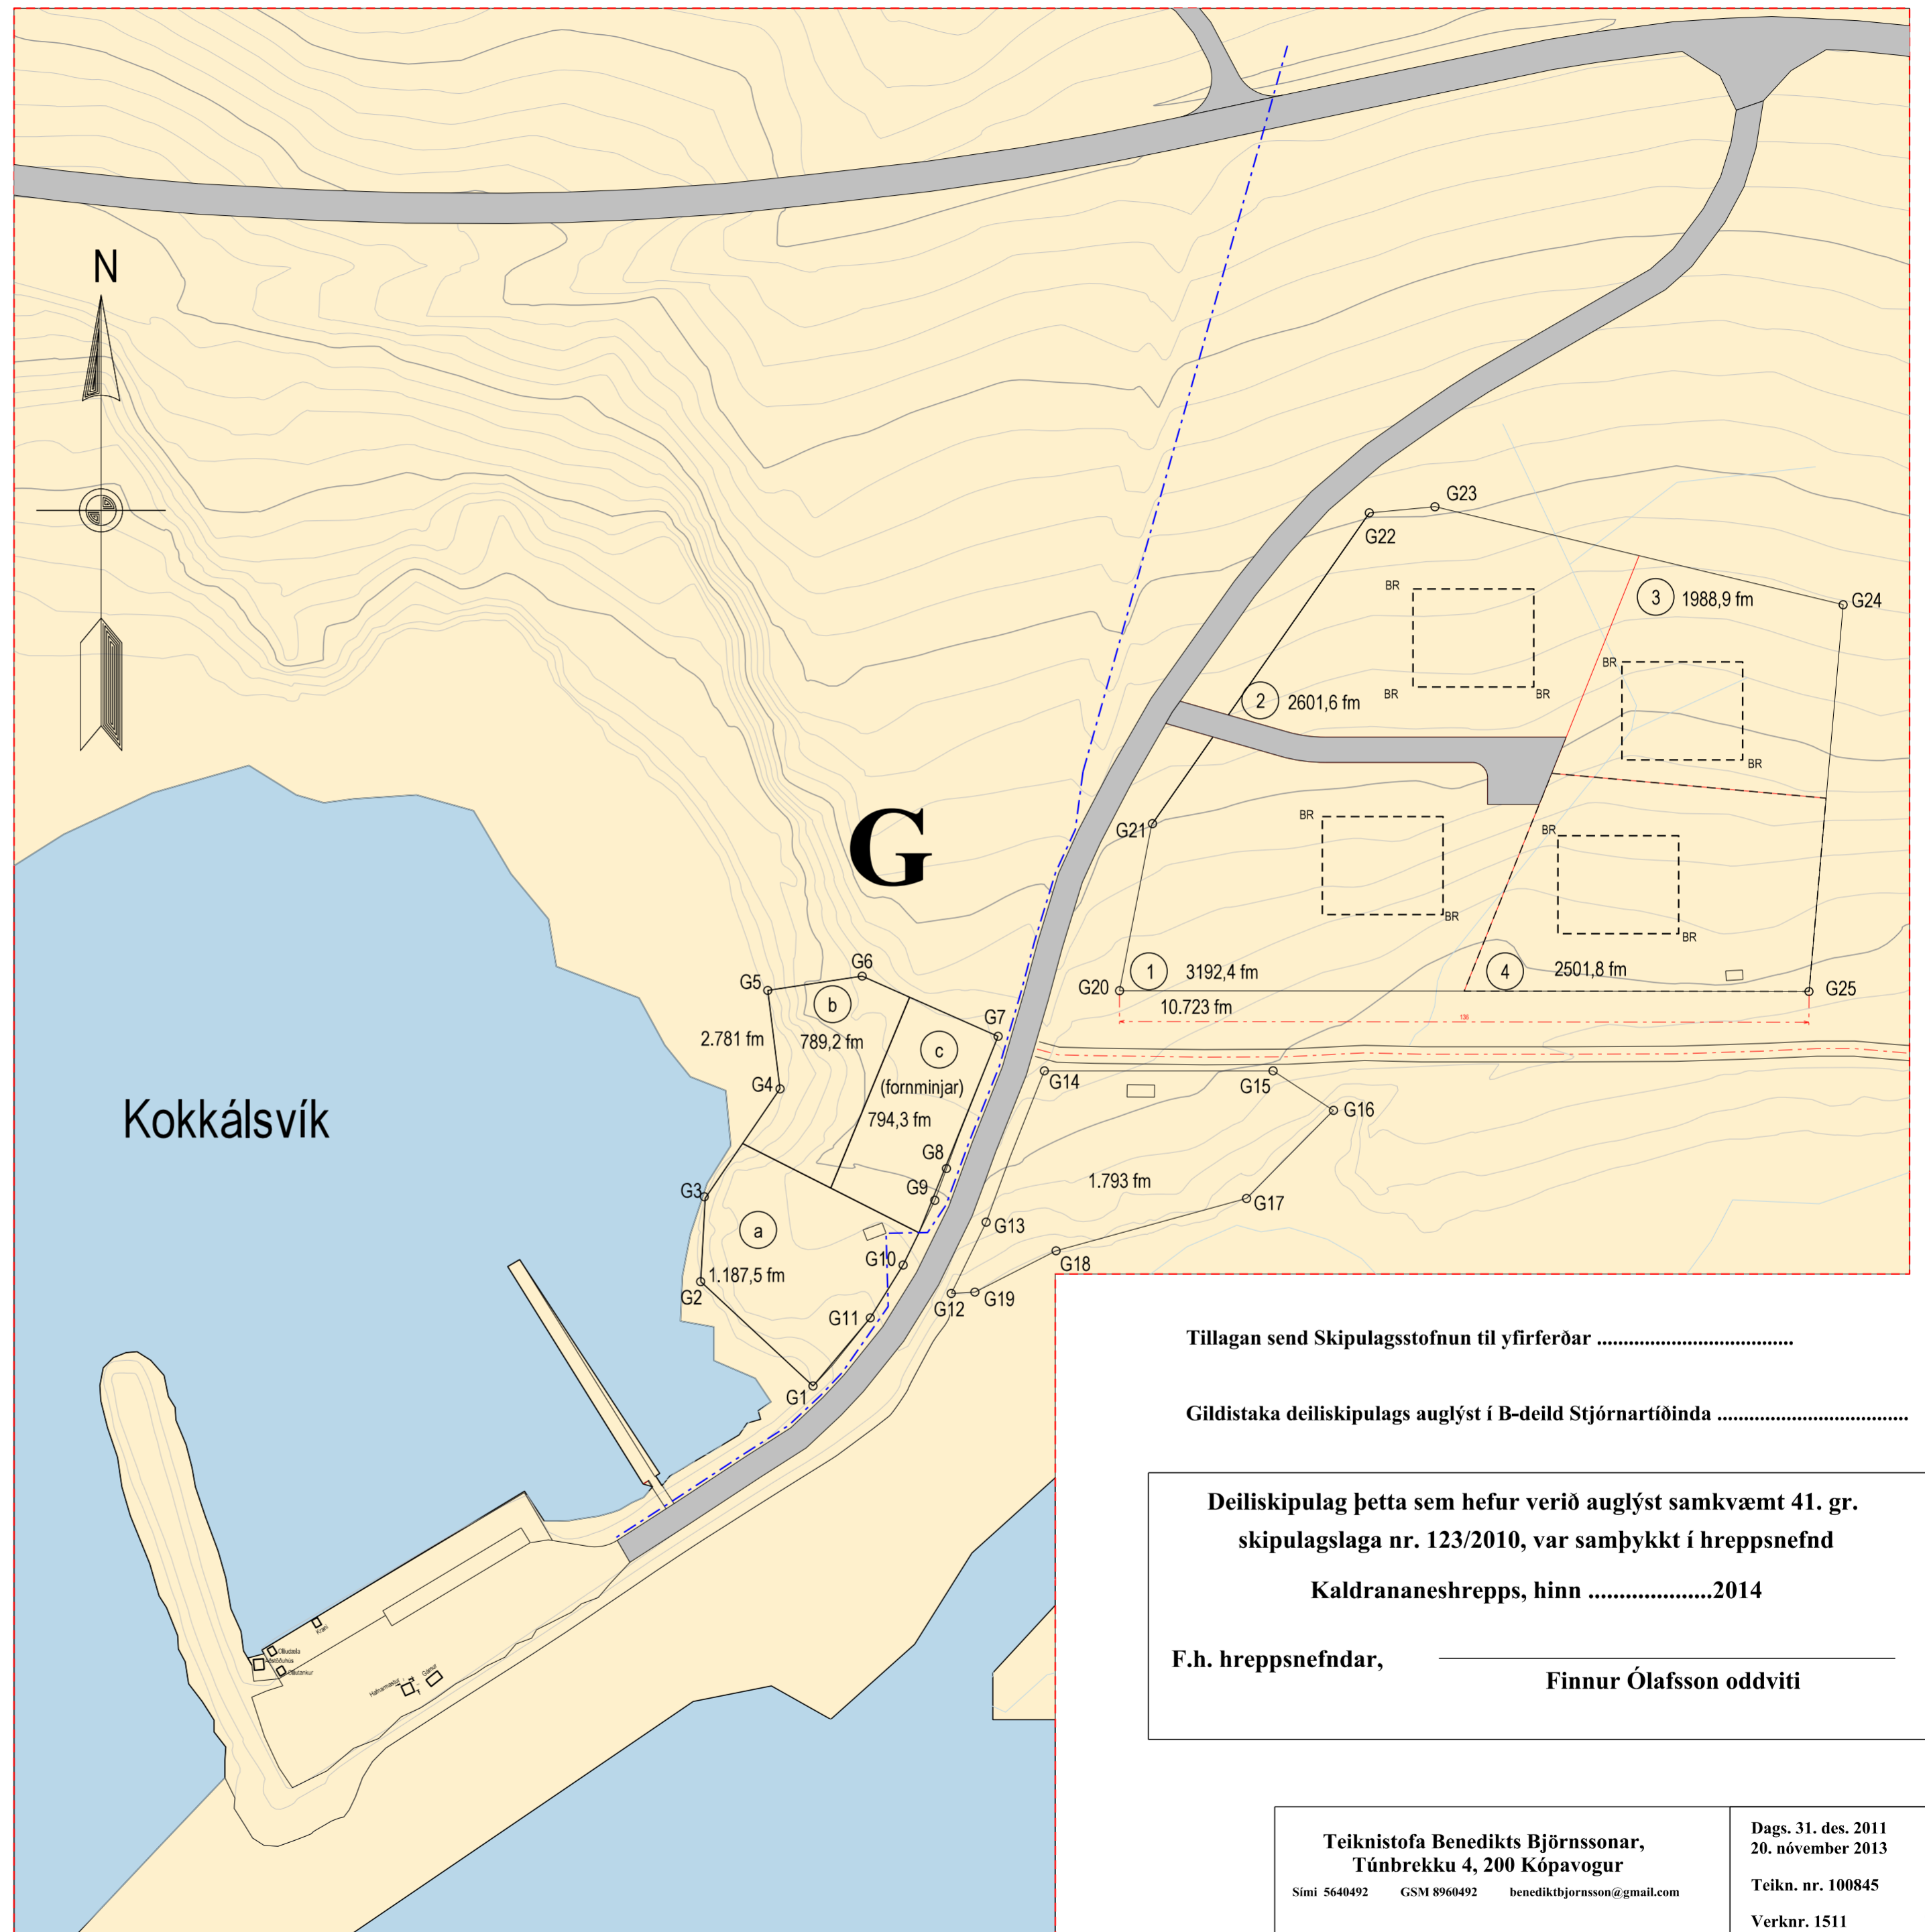 N
G23
G22
BR
3
1988,9 fm
G24
BR
BR
BR
2
2601,6 fm
BR
G
G21
BR
BR
BR
BR
G6
G5
b
G20
1
3192,4 fm
4
2501,8 fm
G25
10.723 fm
136
G7
2.781 fm
789,2 fm
c
(fornminjar)
G4
G14
G15
G16
Kokkálsvík
794,3 fm
G8
1.793 fm
G3
G9
G17
G13
a
G10
G18
1.187,5 fm
G2
G12
G19
G11
G1
Tillagan send Skipulagsstofnun til yfirferðar .....................................
Gildistaka deiliskipulags auglýst í B-deild Stjórnartíðinda ....................................
Deiliskipulag þetta sem hefur verið auglýst samkvæmt 41. gr.
skipulagslaga nr. 123/2010, var samþykkt í hreppsnefnd
Kaldrananeshrepps, hinn ....................2014
F.h. hreppsnefndar,
Finnur Ólafsson oddviti
Krani
Olíudæla
Olíutankur
Hafnarmastur
Gámur
Teiknistofa Benedikts Björnssonar,
Túnbrekku 4, 200 Kópavogur
Sími 5640492 GSM 8960492 benediktbjornsson@gmail.com
Dags. 31. des. 2011
20. nóvember 2013
Teikn. nr. 100845
Verknr. 1511